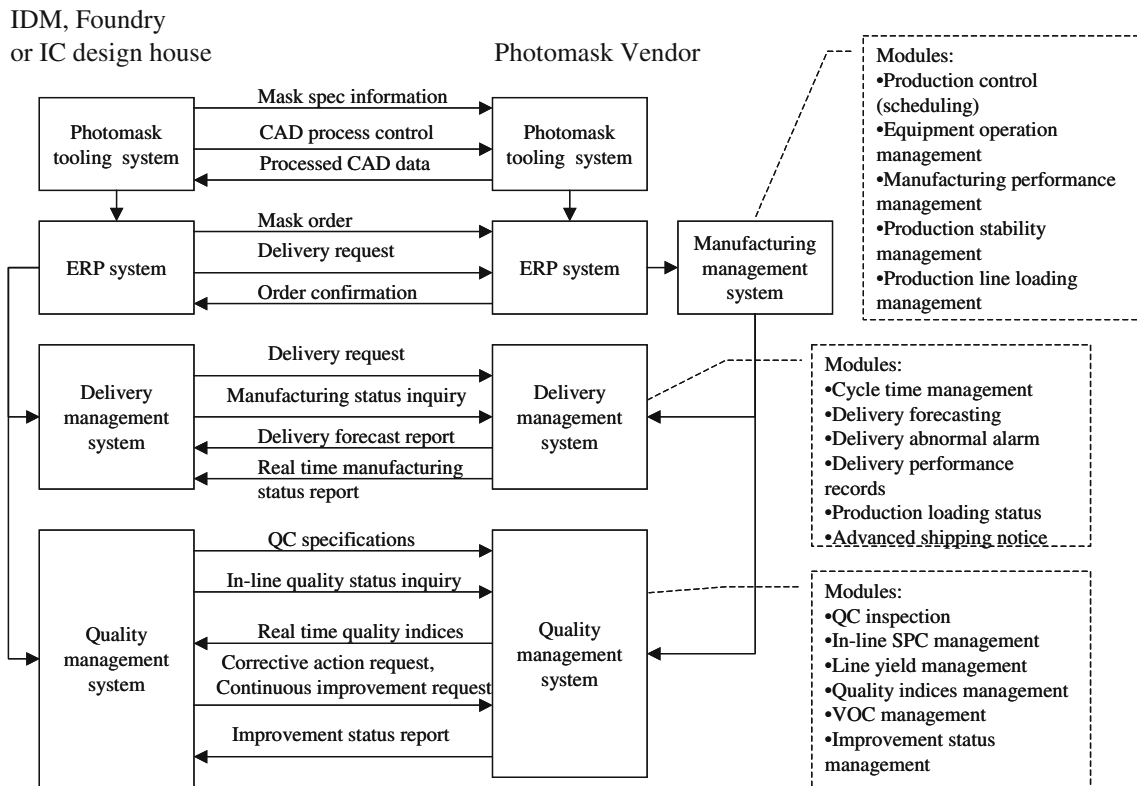 IDM, Foundry
or IC design house
Photomask Vendor
Photomask
tooling system
Mask spec information
CAD process control
Processed CAD data
Photomask
tooling system
ERP system
Mask order
Delivery request
Order confirmation
ERP system
Manufacturing
management
system
Modules:
•Production control
(scheduling)
•Equipment operation
management
•Manufacturing performance
management
•Production stability
management
•Production line loading
management
Delivery
management
system
Delivery request
Manufacturing status inquiry
Delivery forecast report
Real time manufacturing
status report
Delivery
management
system
Modules:
•Cycle time management
•Delivery forecasting
•Delivery abnormal alarm
•Delivery performance
records
•Production loading status
•Advanced shipping notice
Quality
management
system
QC specifications
In-line quality status inquiry
Real time quality indices
Corrective action request,
Continuous improvement request
Improvement status report
Quality
management
system
Modules:
•QC inspection
•In-line SPC management
•Line yield management
•Quality indices management
•VOC management
•Improvement status
management